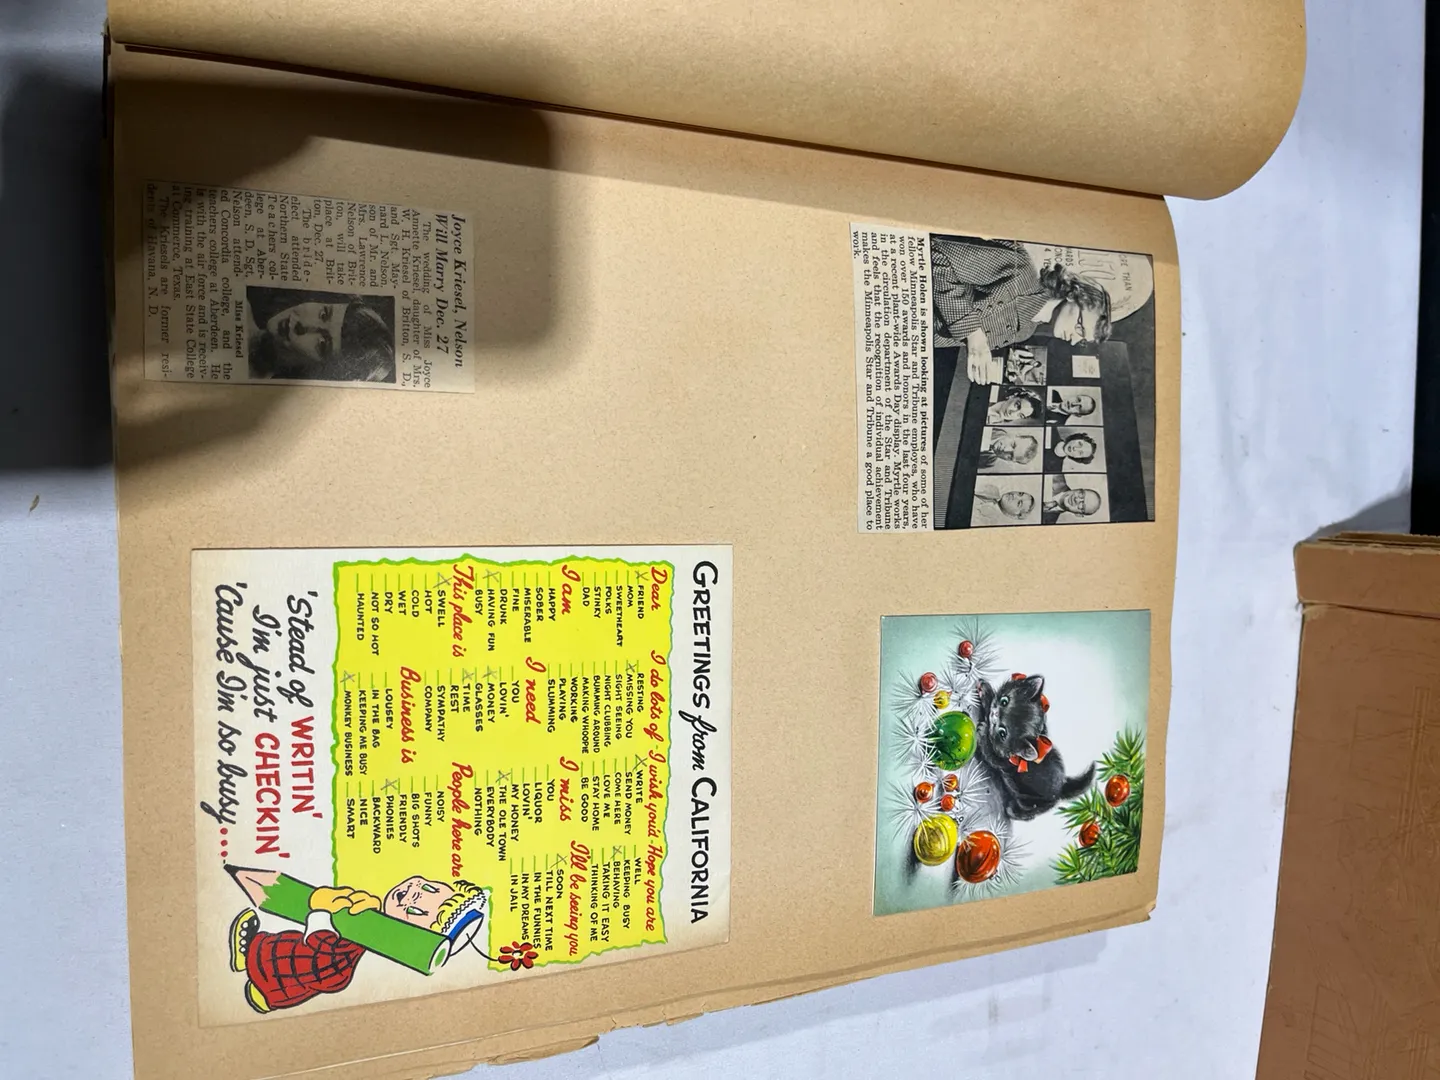 ORE THAN
ARDS
Myrtle Holen is shown looking at pictures of some of her
fellow Minneapolis Star and Tribune employes, who have
won over 150 awards and honors in the last four years,
at a recent plant-wide Awards Day display. Myrtle works
in the circulation department of the Star and Tribune
and feels that the recognition of individual achievement
makes the Minneapolis Star and Tribune a good place to
work.
Joyce Kriesel, Nelson
Will Marry Dec. 27
The wedding of Miss Joyce
Annette Kriesel, daughter of Mrs.
W. H. Kriesel of Britton, S. D.,
and Sgt. May-
nard L. Nelson,
son of Mr. and
Mrs. Lawrence
Nelson of Brit-
ton, will take
place at Brit-
ton, Dec. 27.
The bride-
elect attended
Northern State
Teachers col-
lege at Aber-
deen, S. D. Sgt.
Nelson attend-
Miss Kriesel
ed Concordia college, and the
teachers college at Aberdeen. He
is with the air force and is receiv-
ing training at East State College
at Commerce, Texas.
The Kriesels are former resi-
dents of Havana, N. D.
GREETINGS from CALIFORNIA
Dear
X FRIEND
MOM
SWEETHEART
FOLKS
STINKY
DAD
I am
HAPPY
SOBER
MISERABLE
FINE
DRUNK
X HAVING FUN
BUSY
This place is
X SWELL
HOT
COLD
WET
DRY
NOT SO HOT
HAUNTED
I do lots of -
RESTING
X MISSING YOU
SIGHT SEEING
NIGHT CLUBBING
BUMMING AROUND
MAKING WHOOPIE
WORKING
PLAYING
SLUMMING
I need
YOU
LOVIN'
X MONEY
GLASSES
X TIME
REST
SYMPATHY
COMPANY
Business is
LOUSEY
IN THE BAG
KEEPING ME BUSY
X MONKEY BUSINESS
I wish you'd -
X WRITE
SEND MONEY
COME HERE
LOVE ME
STAY HOME
BE GOOD
I miss
YOU
LIQUOR
LOVIN'
MY HONEY
X THE OLE TOWN
EVERYBODY
NOTHING
People here are
NOISY
FUNNY
BIG SHOTS
FRIENDLY
X PHONIES
BACKWARD
NICE
SMART
Hope you are
WELL
KEEPING BUSY
X BEHAVING
TAKING IT EASY
THINKING OF ME
I'll be seeing you
X SOON
TILL NEXT TIME
IN THE FUNNIES
IN MY DREAMS
IN JAIL
'Stead of WRITIN'
I'm just CHECKIN'
'Cause I'm so busy...